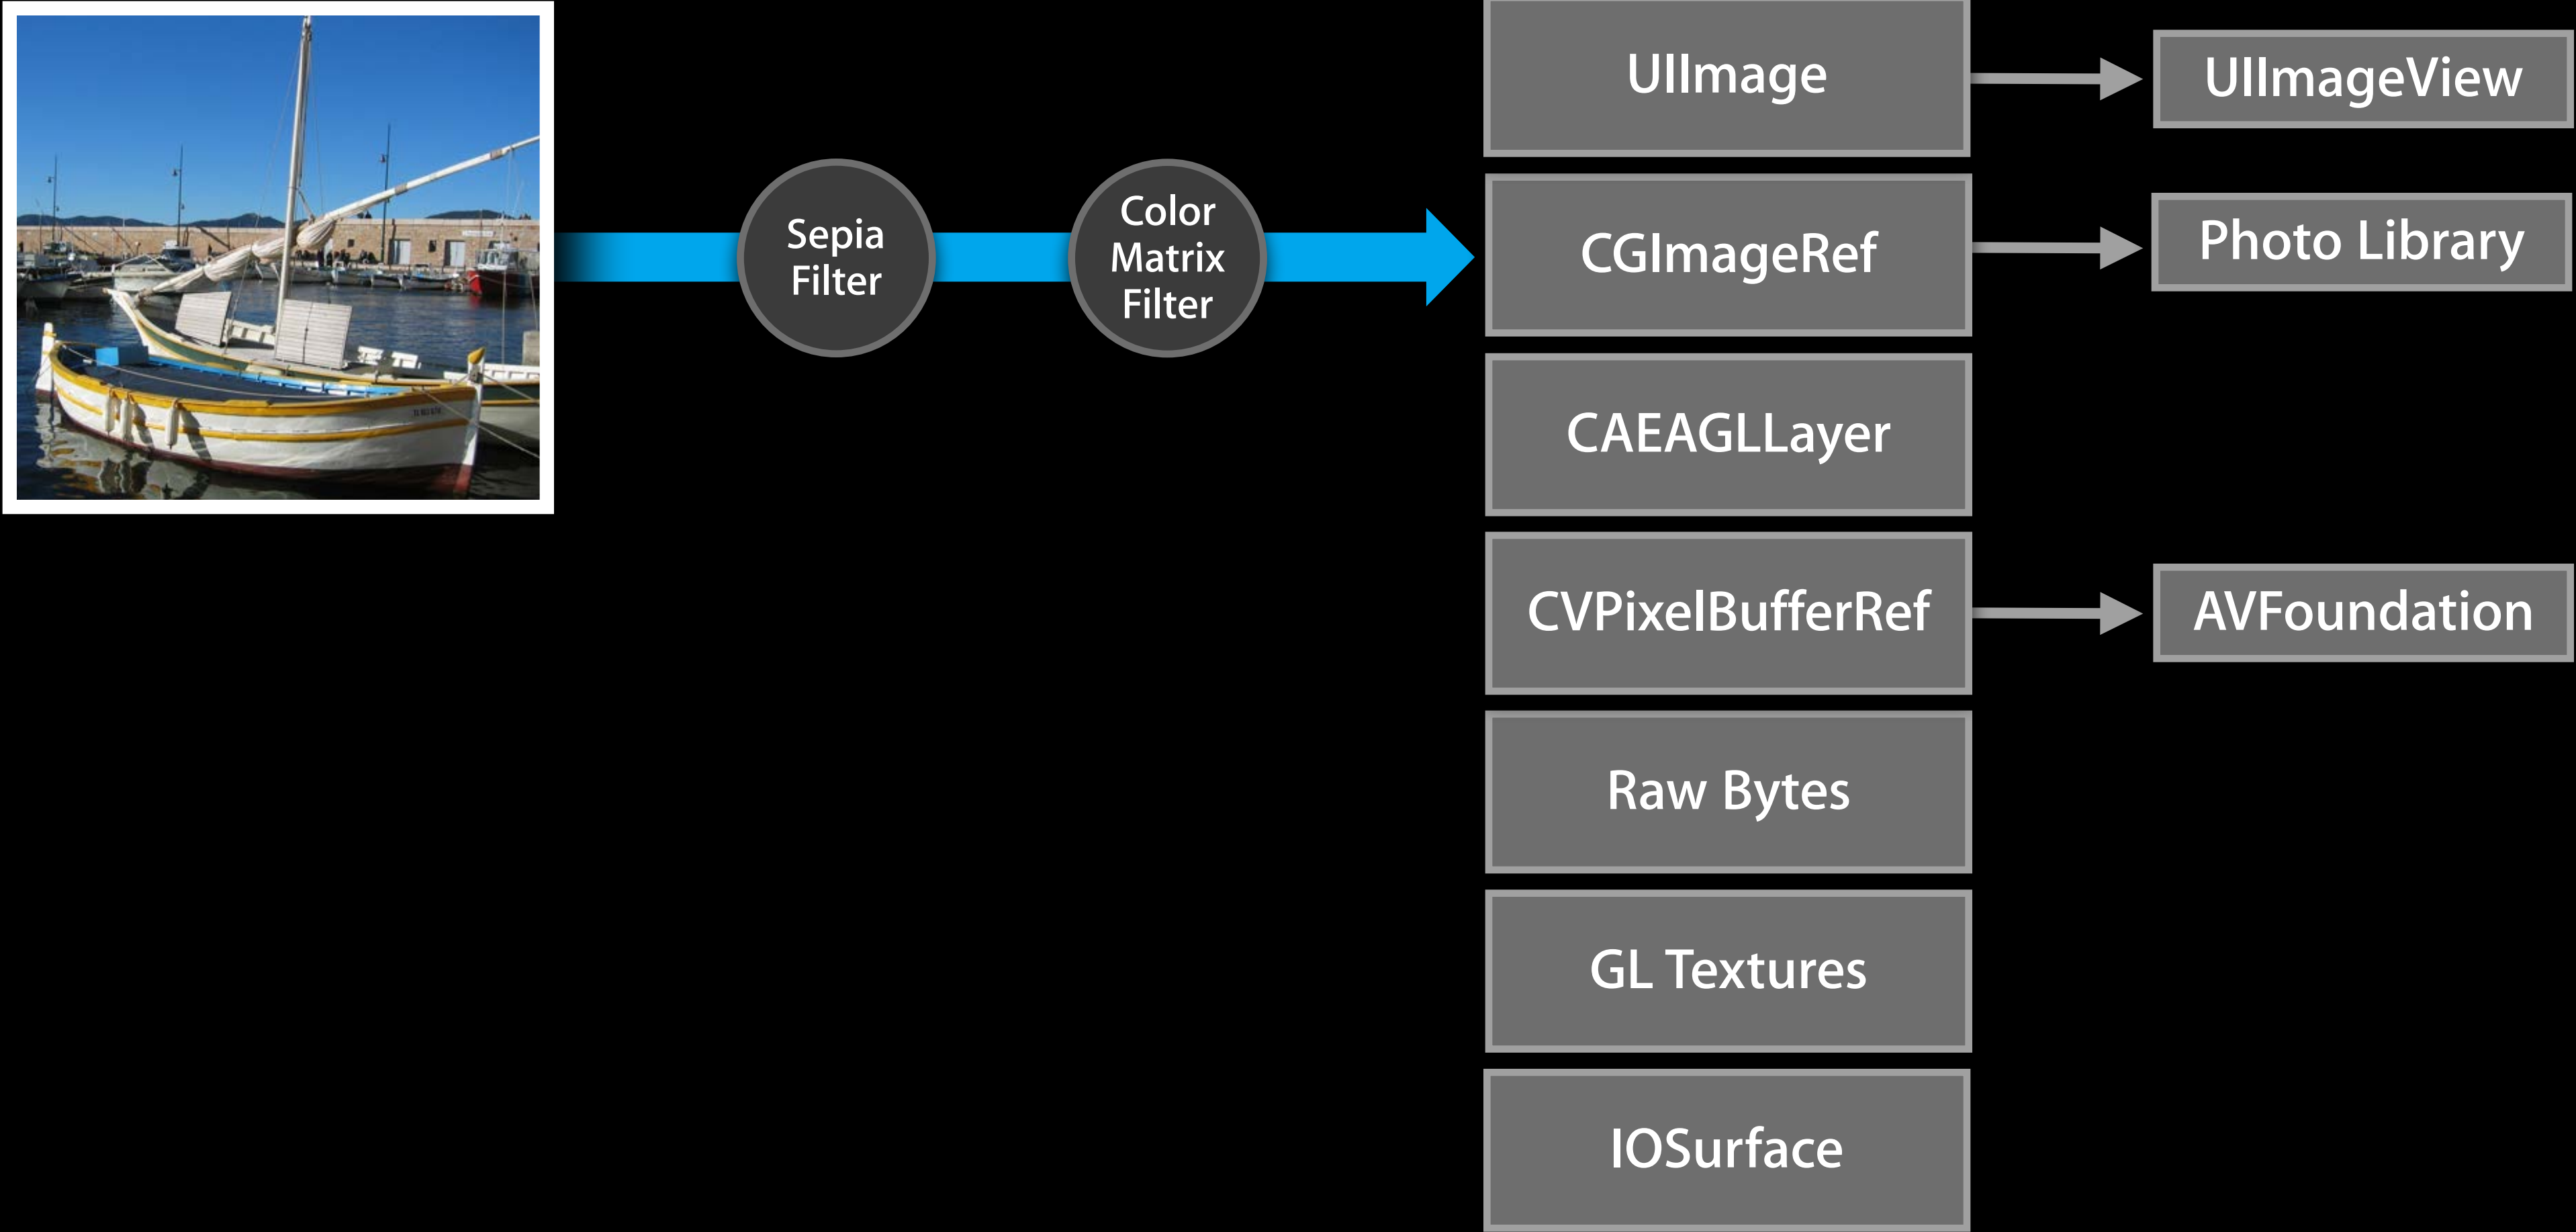 Sepia
Filter
Color
Matrix
Filter
UIImage
UIImageView
CGImageRef
Photo Library
CAEAGLLayer
CVPixelBufferRef
AVFoundation
Raw Bytes
GL Textures
IOSurface